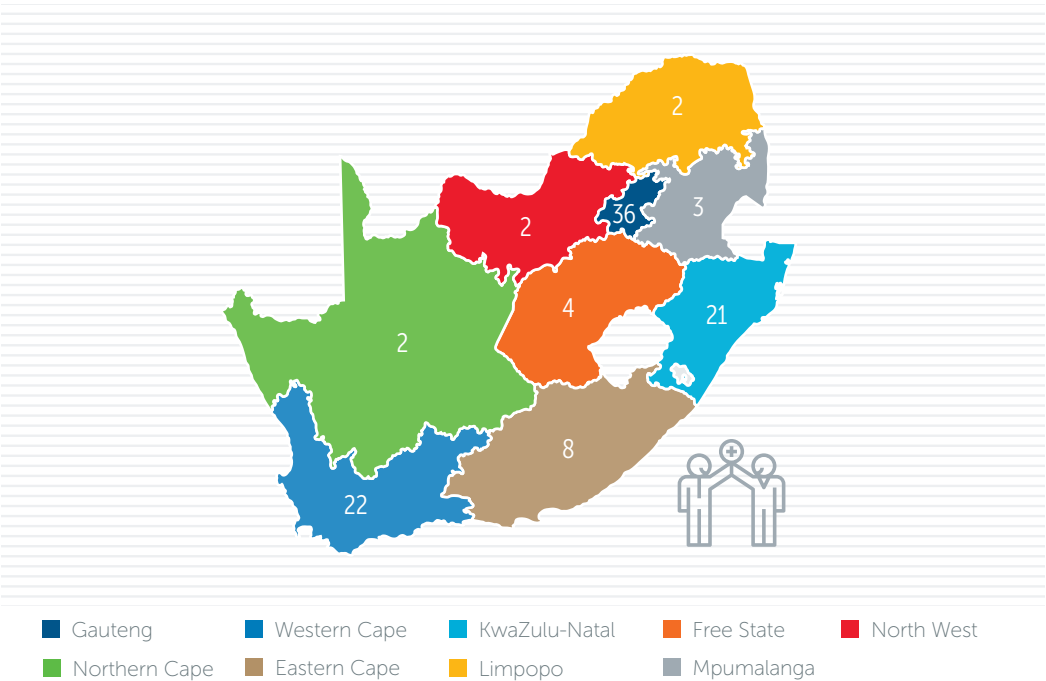 2
36
3
2
4
21
2
8
22
Gauteng
Western Cape
KwaZulu-Natal
Free State
North West
Northern Cape
Eastern Cape
Limpopo
Mpumalanga